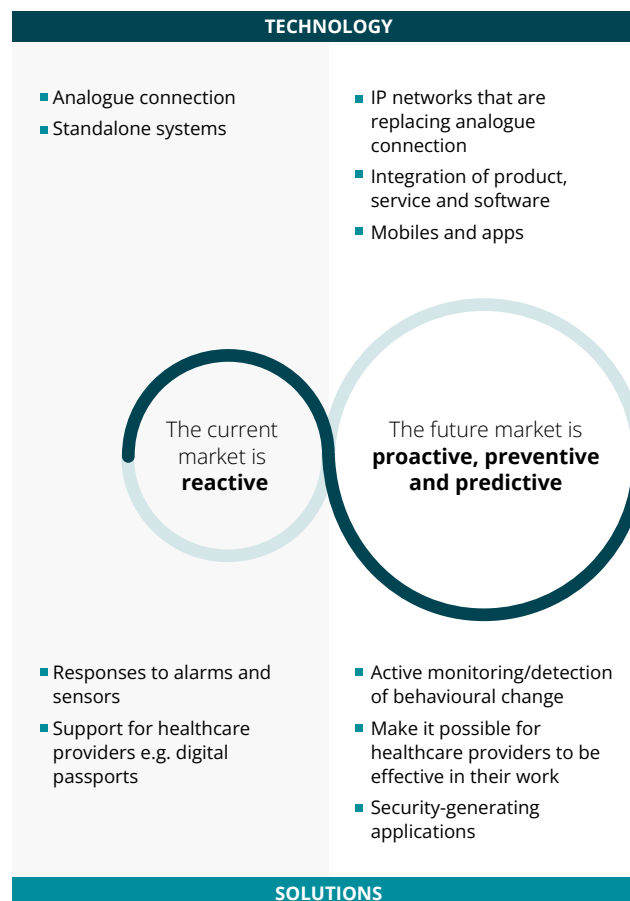 TECHNOLOGY
Analogue connection
Standalone systems
IP networks that are
replacing analogue
connection
Integration of product,
service and software
Mobiles and apps
The current
market is
reactive
The future market is
proactive, preventive
and predictive
Responses to alarms and
sensors
Support for healthcare
providers e.g. digital
passports
Active monitoring/detection
of behavioural change
Make it possible for
healthcare providers to be
effective in their work
Security-generating
applications
SOLUTIONS